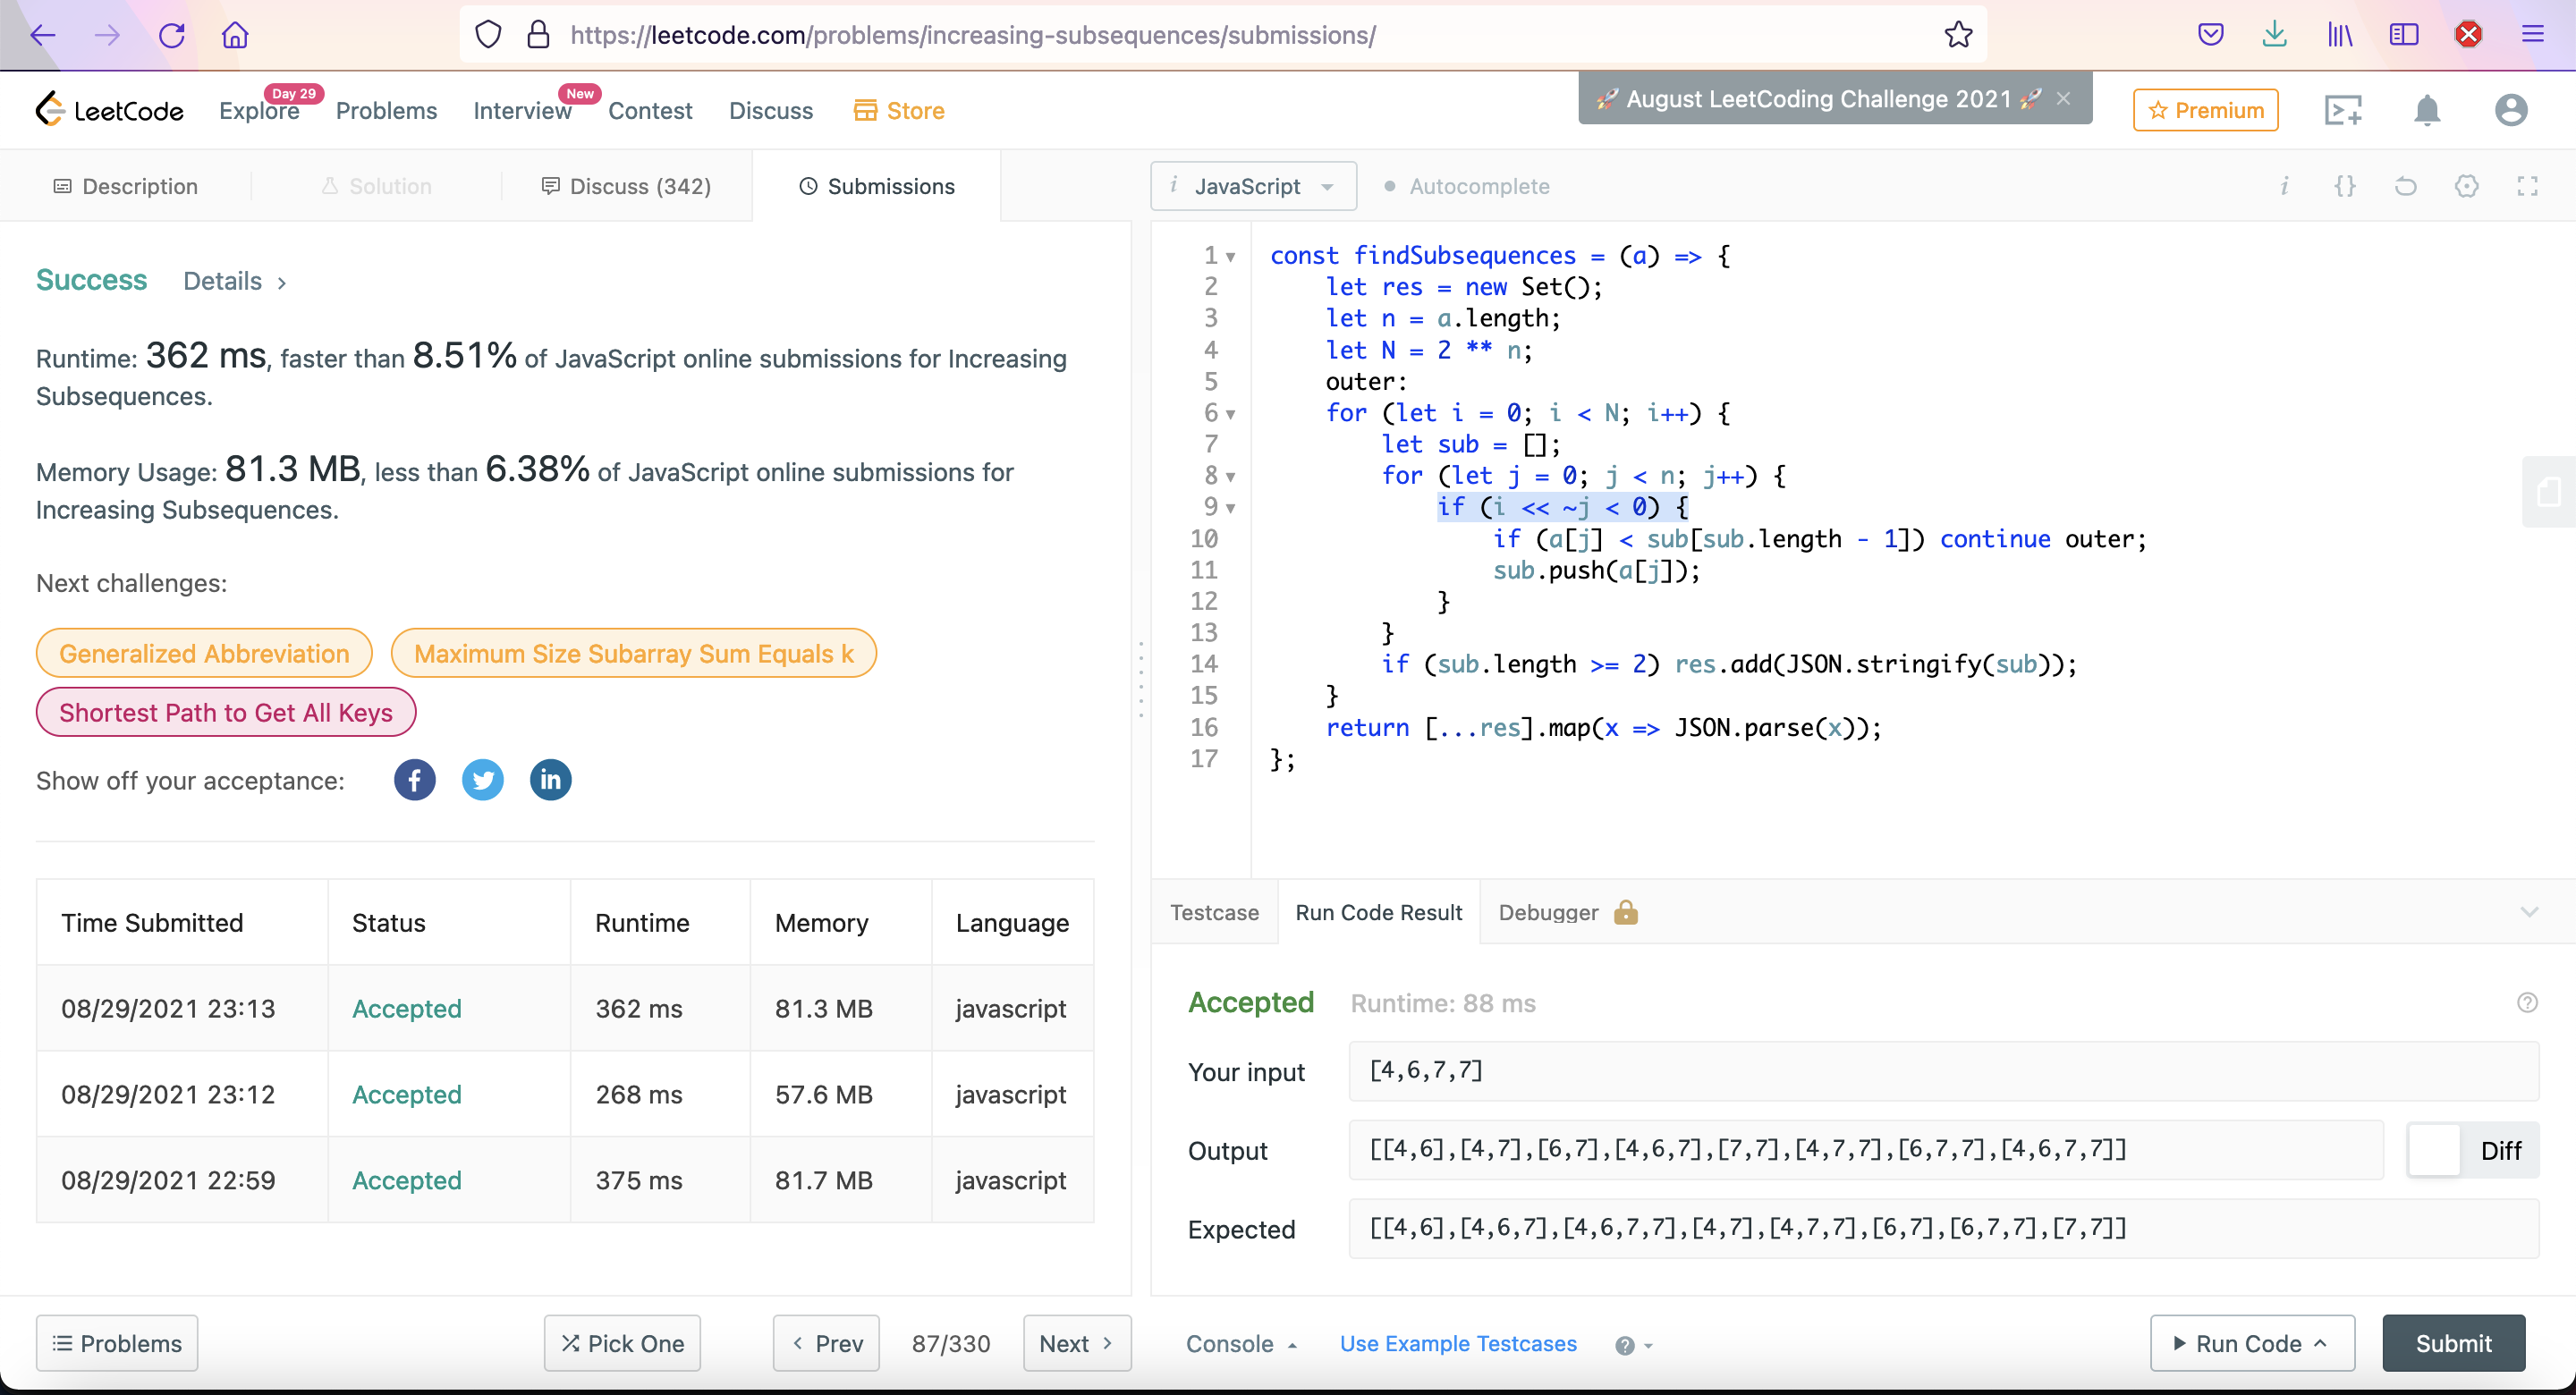 https://leetcode.com/problems/increasing-subsequences/submissions/
LeetCode Explore Day 29 Problems Interview New Contest Discuss Store
🚀 August LeetCoding Challenge 2021 🚀 ×
Premium
Description Solution Discuss (342) Submissions
Success Details >
Runtime: 362 ms, faster than 8.51% of JavaScript online submissions for Increasing
Subsequences.
Memory Usage: 81.3 MB, less than 6.38% of JavaScript online submissions for
Increasing Subsequences.
Next challenges:
Generalized Abbreviation Maximum Size Subarray Sum Equals k
Shortest Path to Get All Keys
Show off your acceptance: f in
Time Submitted Status Runtime Memory Language
08/29/2021 23:13 Accepted 362 ms 81.3 MB javascript
08/29/2021 23:12 Accepted 268 ms 57.6 MB javascript
08/29/2021 22:59 Accepted 375 ms 81.7 MB javascript
Problems Pick One < Prev 87/330 Next >
i JavaScript Autocomplete i {}
1 const findSubsequences = (a) => {
2 let res = new Set();
3 let n = a.length;
4 let N = 2 ** n;
5 outer:
6 for (let i = 0; i < N; i++) {
7 let sub = [];
8 for (let j = 0; j < n; j++) {
9 if (i << ~j < 0) {
10 if (a[j] < sub[sub.length - 1]) continue outer;
11 sub.push(a[j]);
12 }
13 }
14 if (sub.length >= 2) res.add(JSON.stringify(sub));
15 }
16 return [...res].map(x => JSON.parse(x));
17 };
Testcase Run Code Result Debugger
Accepted Runtime: 88 ms ?
Your input [4,6,7,7]
Output [[4,6],[4,7],[6,7],[4,6,7],[7,7],[4,7,7],[6,7,7],[4,6,7,7]] Diff
Expected [[4,6],[4,6,7],[4,6,7,7],[4,7],[4,7,7],[6,7],[6,7,7],[7,7]]
Console Use Example Testcases ? Run Code Submit